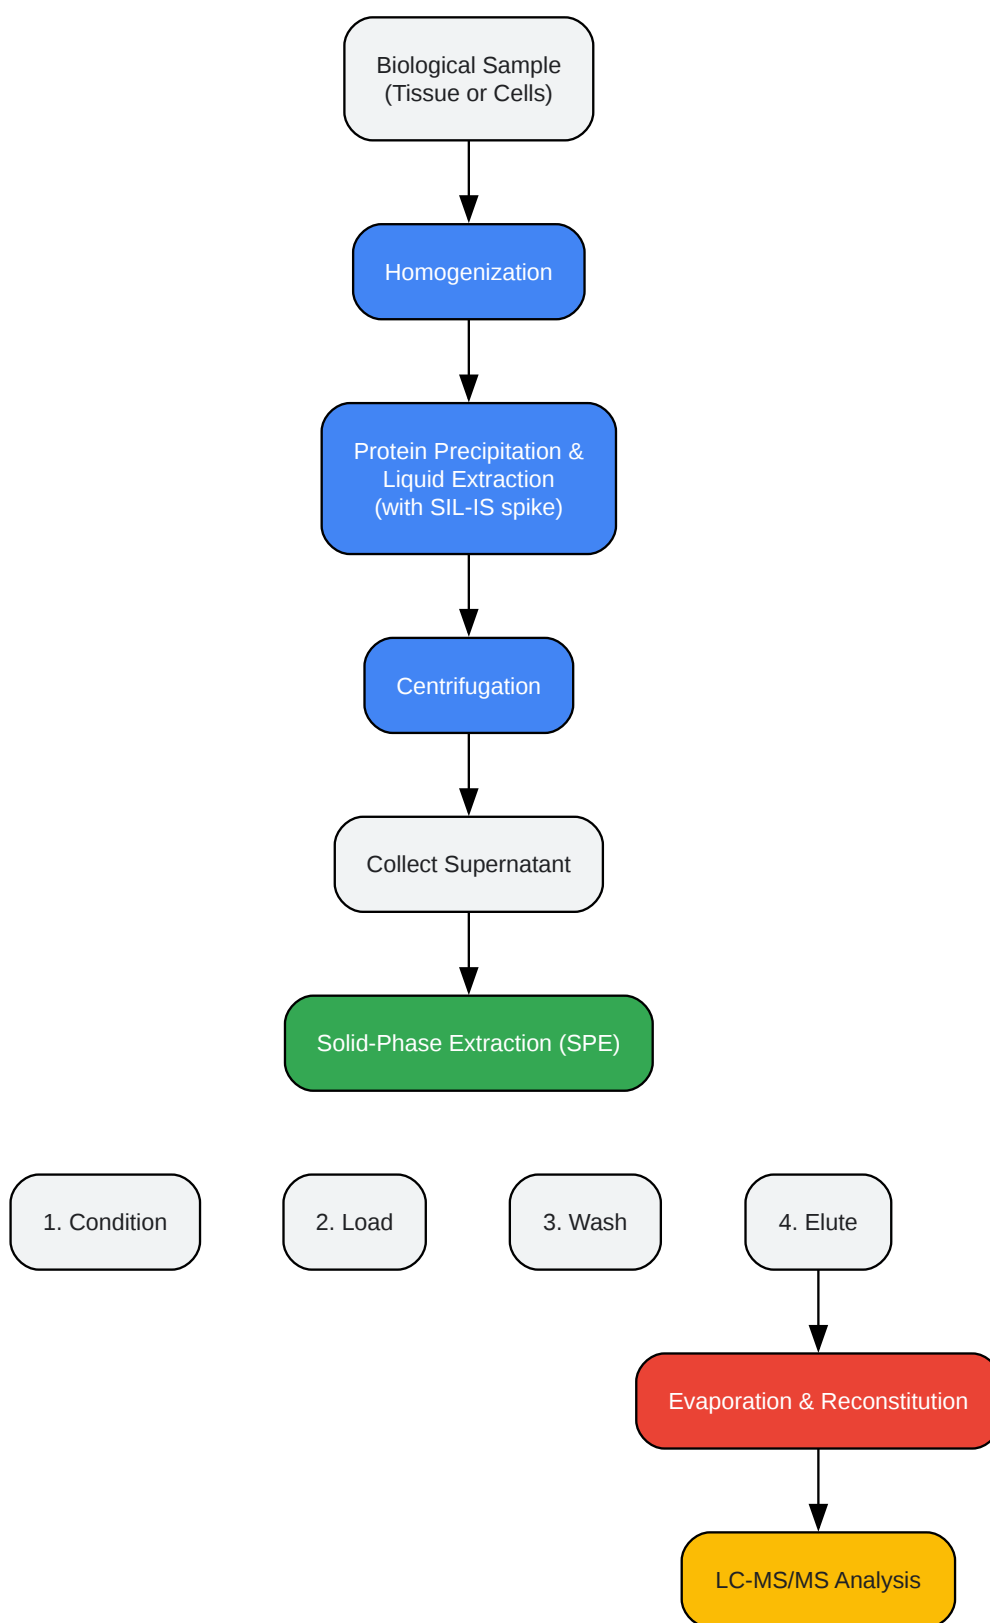 Biological Sample
(Tissue or Cells)
Homogenization
Protein Precipitation &
Liquid Extraction
(with SIL-IS spike)
Centrifugation
Collect Supernatant
Solid-Phase Extraction (SPE)
1. Condition
2. Load
3. Wash
4. Elute
Evaporation & Reconstitution
LC-MS/MS Analysis